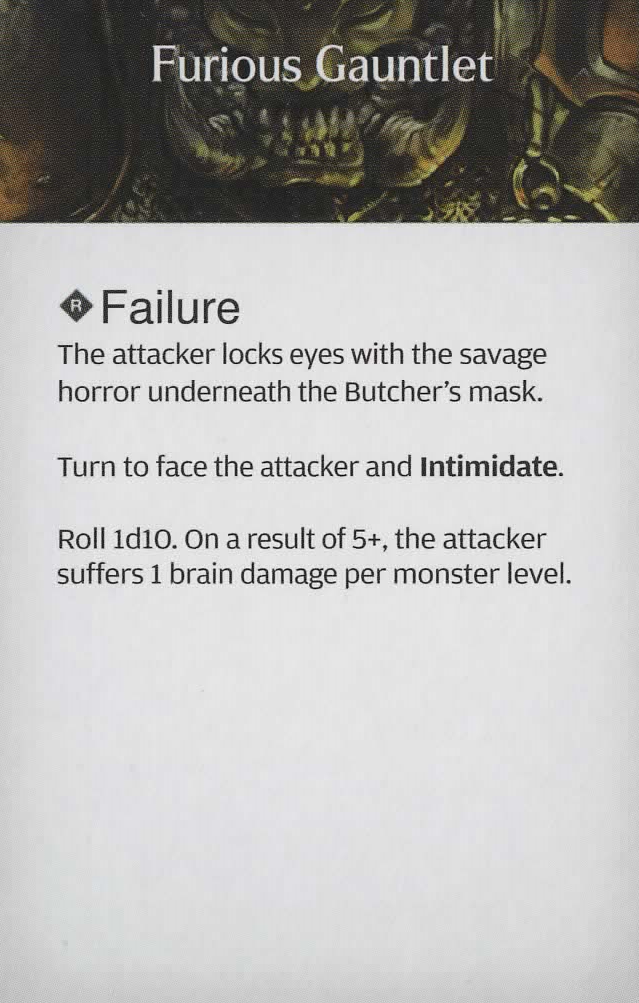 Furious Gauntlet
R Failure
The attacker locks eyes with the savage
horror underneath the Butcher's mask.
Turn to face the attacker and Intimidate.
Roll 1d10. On a result of 5+, the attacker
suffers 1 brain damage per monster level.